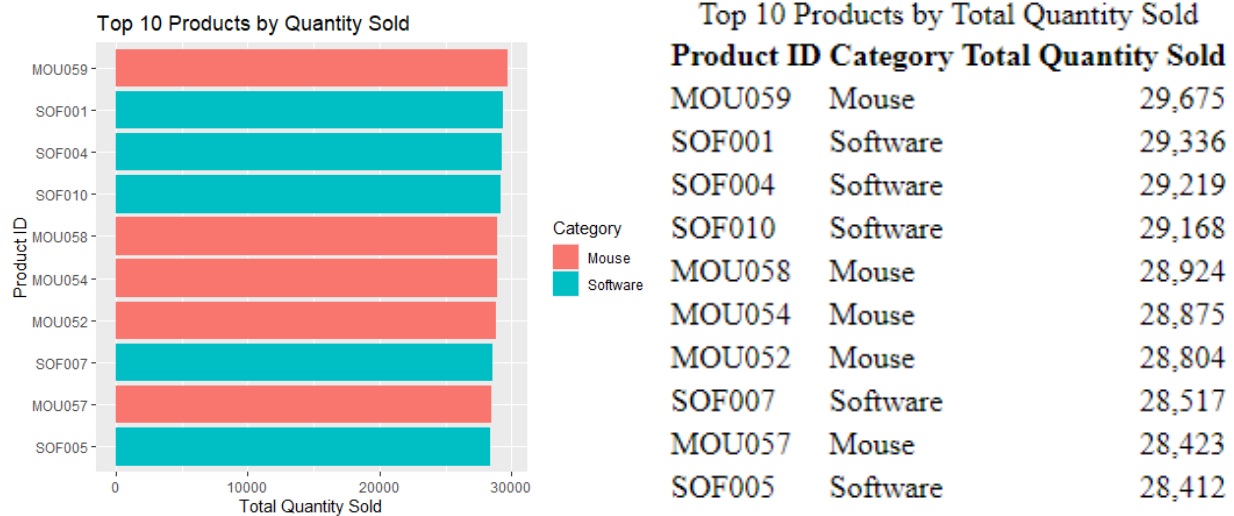 Top 10 Products by Quantity Sold
Product ID
MOU059
SOF001
SOF004
SOF010
MOU058
MOU054
MOU052
SOF007
MOU057
SOF005
0 10000 20000 30000
Total Quantity Sold
Category
Mouse
Software
Top 10 Products by Total Quantity Sold
Product ID Category Total Quantity Sold
MOU059 Mouse 29,675
SOF001 Software 29,336
SOF004 Software 29,219
SOF010 Software 29,168
MOU058 Mouse 28,924
MOU054 Mouse 28,875
MOU052 Mouse 28,804
SOF007 Software 28,517
MOU057 Mouse 28,423
SOF005 Software 28,412